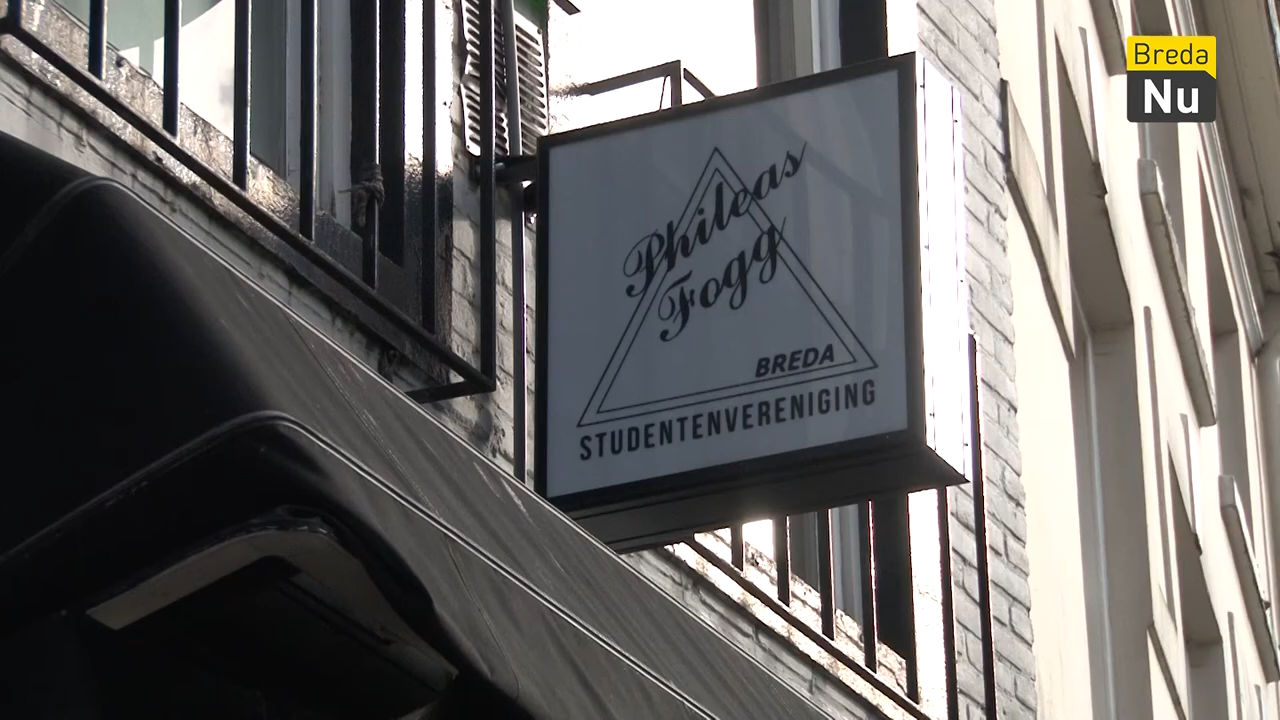 Breda
Nu
Phileas
Fogg
BREDA
STUDENTENVERENIGING